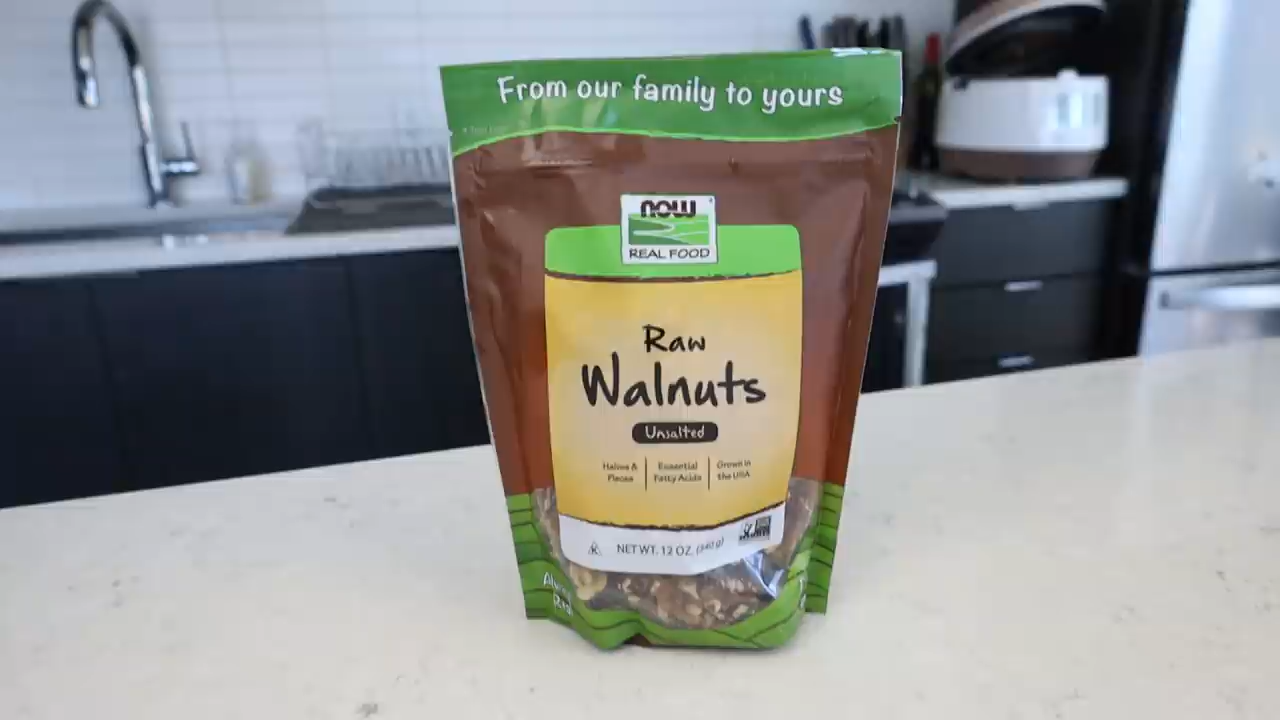 From our family to yours
now
REAL FOOD
Raw
Walnuts
Unsalted
Halves & Pieces
Essential Fatty Acids
Grown in the USA
NET WT. 12 OZ. (340 g)